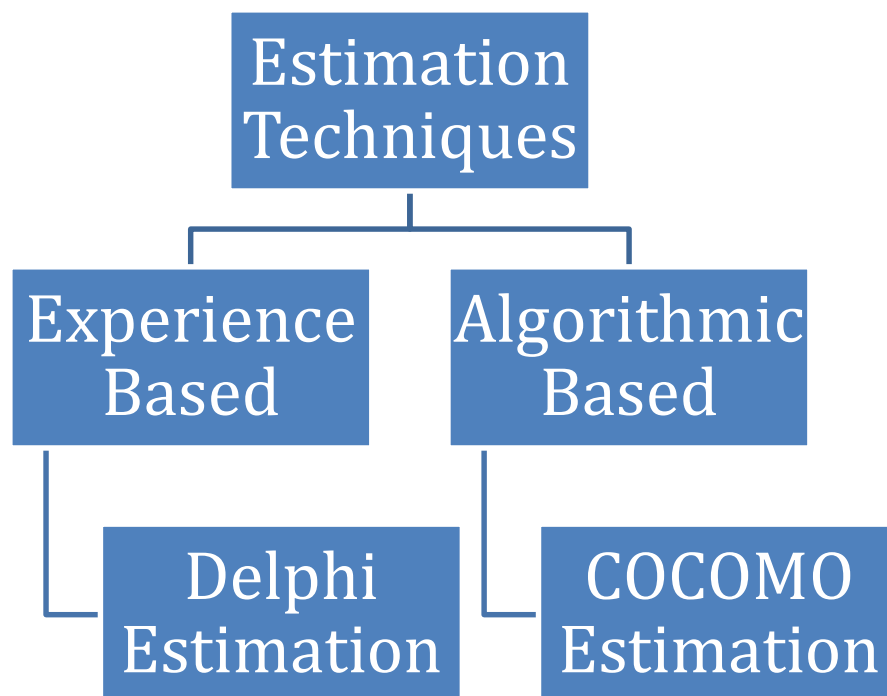 Estimation
Techniques
Experience
Based
Algorithmic
Based
Delphi
Estimation
COCOMO
Estimation